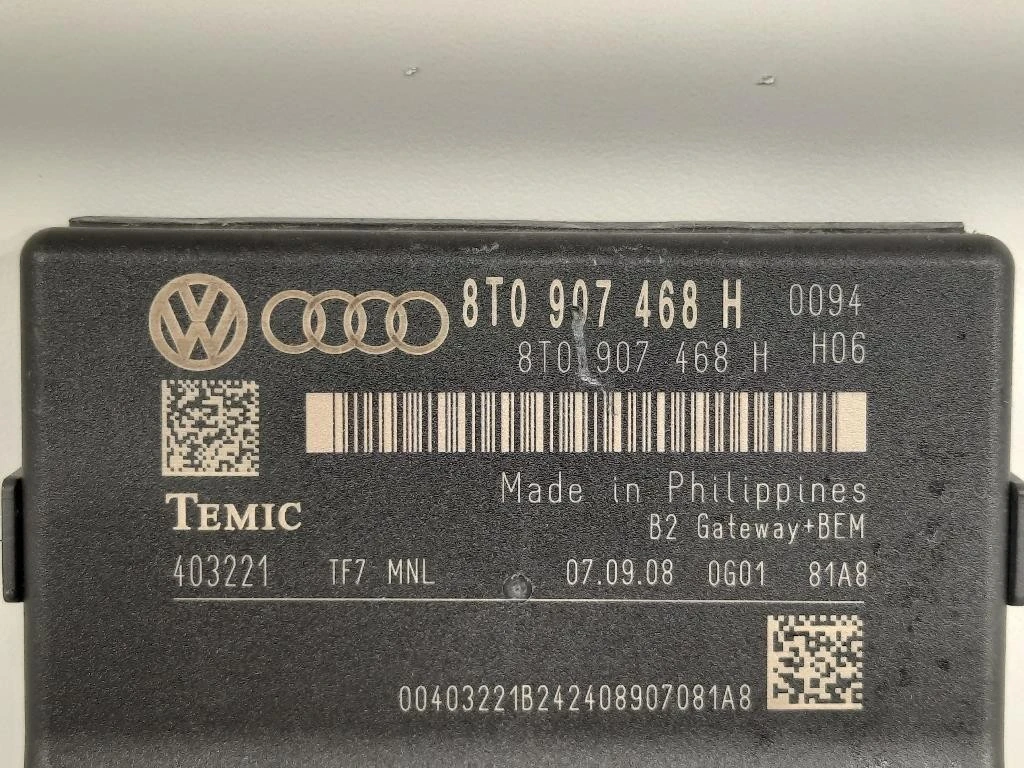 8T0 907 468 H 0094
8T0 907 468 H H06
Made in Philippines
TEMIC
B2 Gateway+BEM
403221 TF7 MNL 07.09.08 0G01 81A8
00403221B242408907081A8